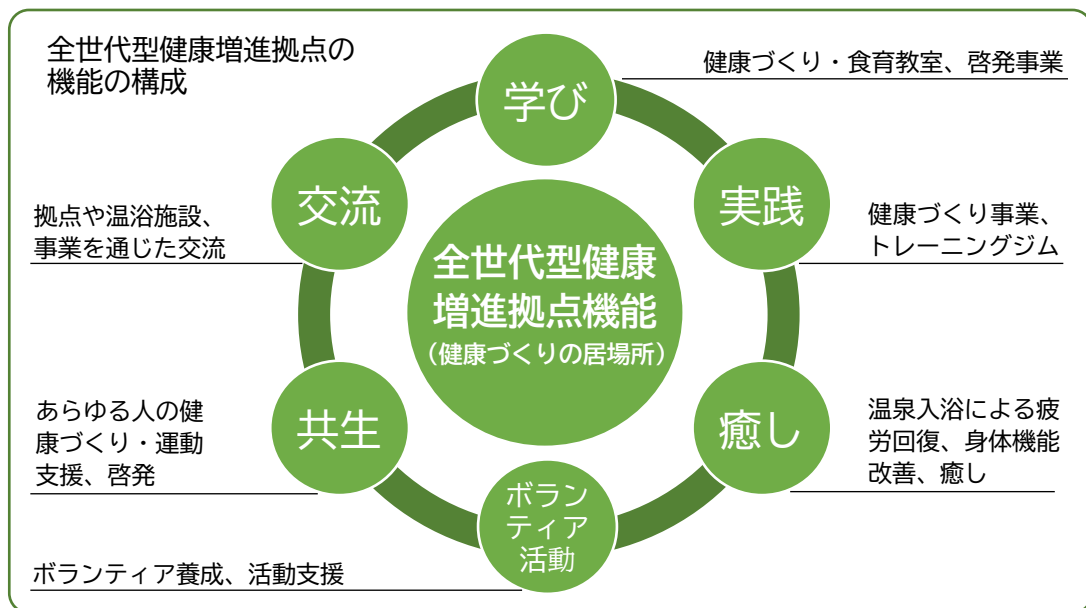 全世代型健康増進拠点の
機能の構成
学び
健康づくり・食育教室、啓発事業
実践
健康づくり事業、
トレーニングジム
癒し
温泉入浴による疲
労回復、身体機能
改善、癒し
ボラン
ティア
活動
ボランティア養成、活動支援
共生
あらゆる人の健
康づくり・運動
支援、啓発
交流
拠点や温浴施設、
事業を通じた交流
全世代型健康
増進拠点機能
（健康づくりの居場所）